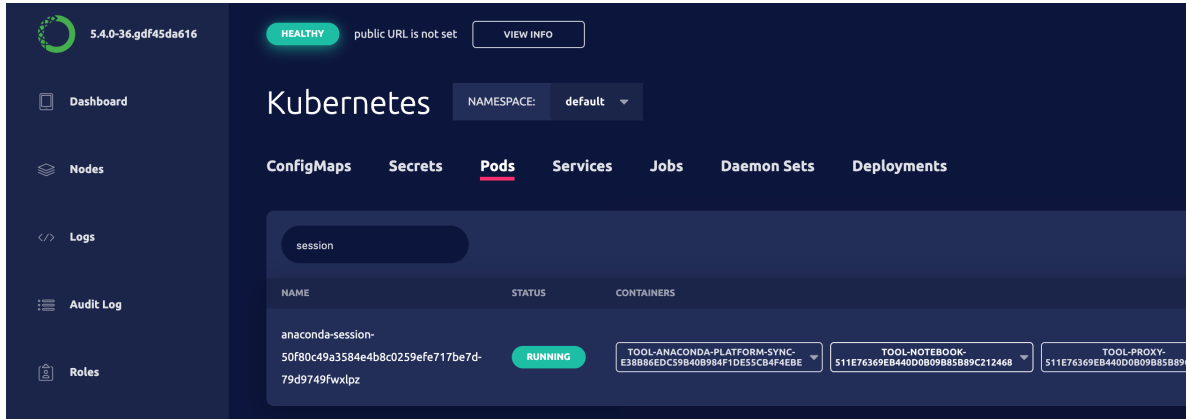 5.4.0-36.gdf45da616
HEALTHY public URL is not set VIEW INFO
Dashboard
Kubernetes NAMESPACE: default
Nodes
ConfigMaps Secrets Pods Services Jobs Daemon Sets Deployments
Logs
session
Audit Log
NAME STATUS CONTAINERS
anaconda-session-
50f80c49a3584e4b8c0259efe717be7d-
79d9749fwxlpz
RUNNING
TOOL-ANACONDA-PLATFORM-SYNC-
E38B86EDC59B40B984F1DE55CB4F4EBE
TOOL-NOTEBOOK-
511E76369EB440D0B09B85B89C212468
TOOL-PROXY-
511E76369EB440D0B09B85B89
Roles